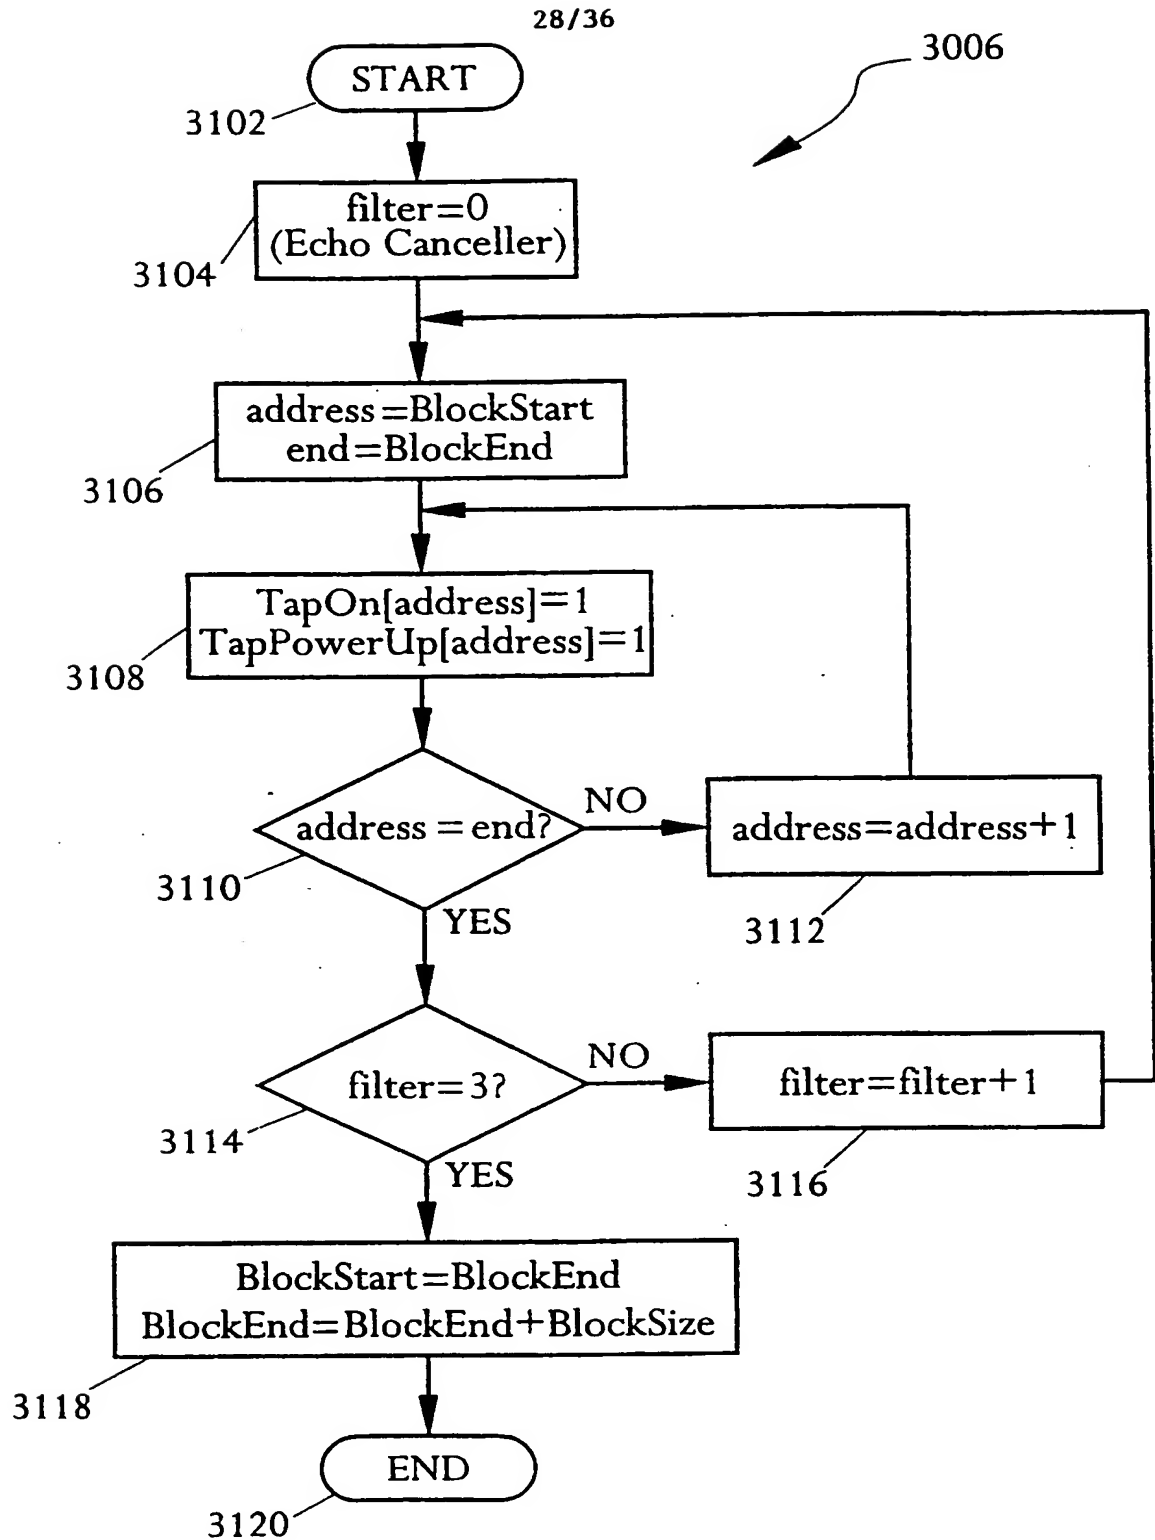 28/36
3006
START
3102
filter=0
(Echo Canceller)
3104
address=BlockStart
end=BlockEnd
3106
TapOn[address]=1
TapPowerUp[address]=1
3108
address = end?
NO
address=address+1
3110
3112
YES
filter=3?
NO
filter=filter+1
3114
3116
YES
BlockStart=BlockEnd
BlockEnd=BlockEnd+BlockSize
3118
END
3120